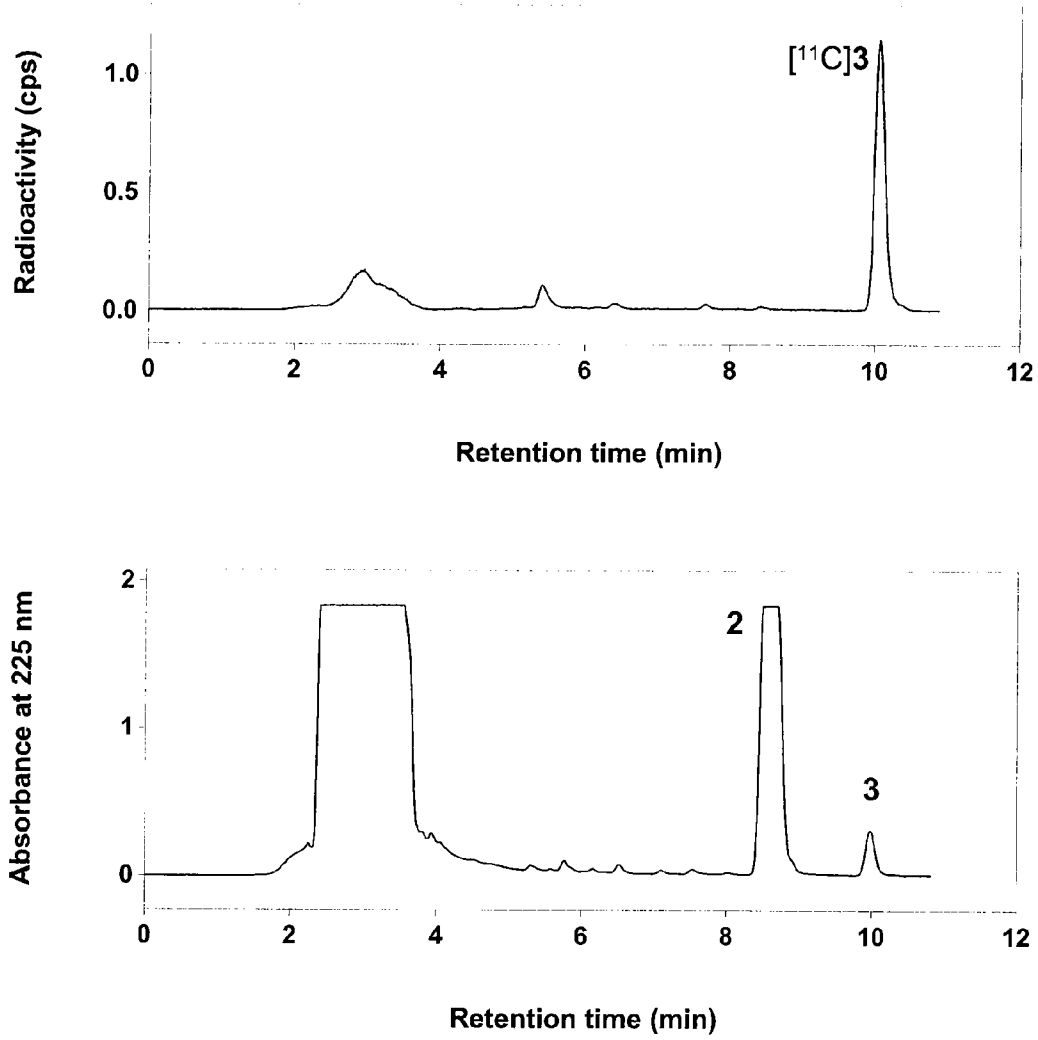 Radioactivity (cps)
1.0
0.5
0.0
[¹¹C]3
0 2 4 6 8 10 12
Retention time (min)
Absorbance at 225 nm
2
1
0
2
3
0 2 4 6 8 10 12
Retention time (min)